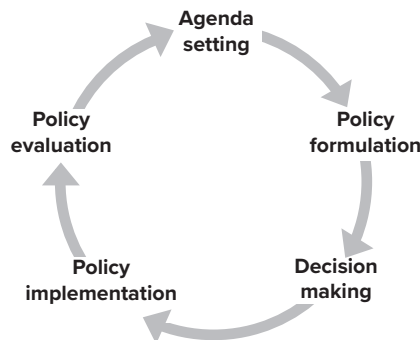 Agenda
setting
Policy
formulation
Decision
making
Policy
implementation
Policy
evaluation